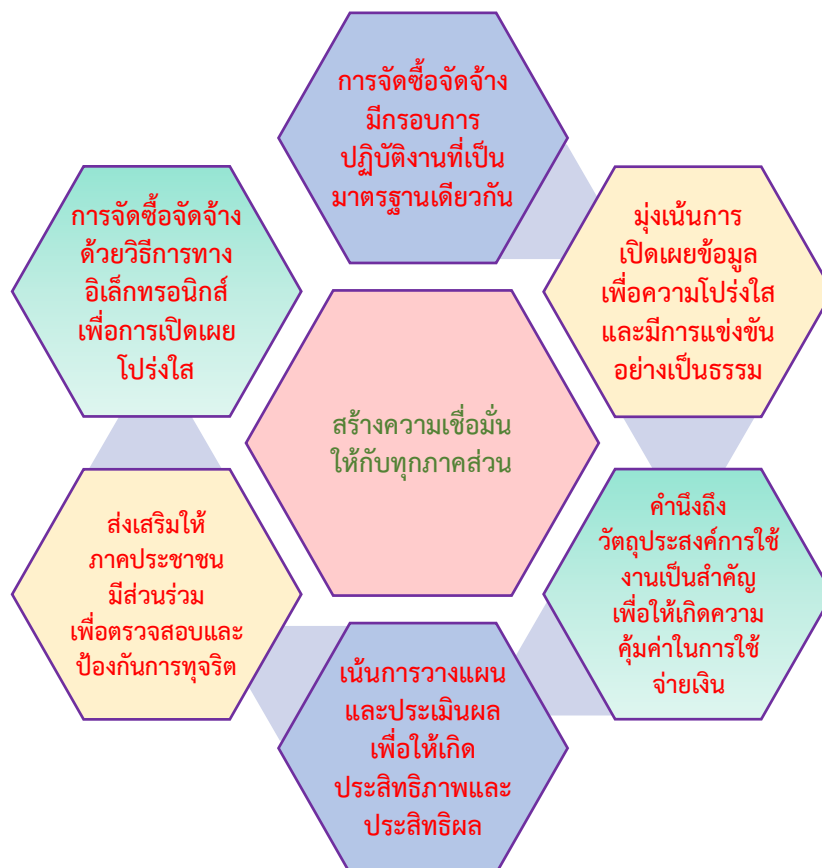 การจัดซื้อจัดจ้าง
มีกรอบการ
ปฏิบัติงานที่เป็น
มาตรฐานเดียวกัน
มุ่งเน้นการ
เปิดเผยข้อมูล
เพื่อความโปร่งใส
และมีการแข่งขัน
อย่างเป็นธรรม
คำนึงถึง
วัตถุประสงค์การใช้
งานเป็นสำคัญ
เพื่อให้เกิดความ
คุ้มค่าในการใช้
จ่ายเงิน
เน้นการวางแผน
และประเมินผล
เพื่อให้เกิด
ประสิทธิภาพและ
ประสิทธิผล
ส่งเสริมให้
ภาคประชาชน
มีส่วนร่วม
เพื่อตรวจสอบและ
ป้องกันการทุจริต
การจัดซื้อจัดจ้าง
ด้วยวิธีการทาง
อิเล็กทรอนิกส์
เพื่อการเปิดเผย
โปร่งใส
สร้างความเชื่อมั่น
ให้กับทุกภาคส่วน